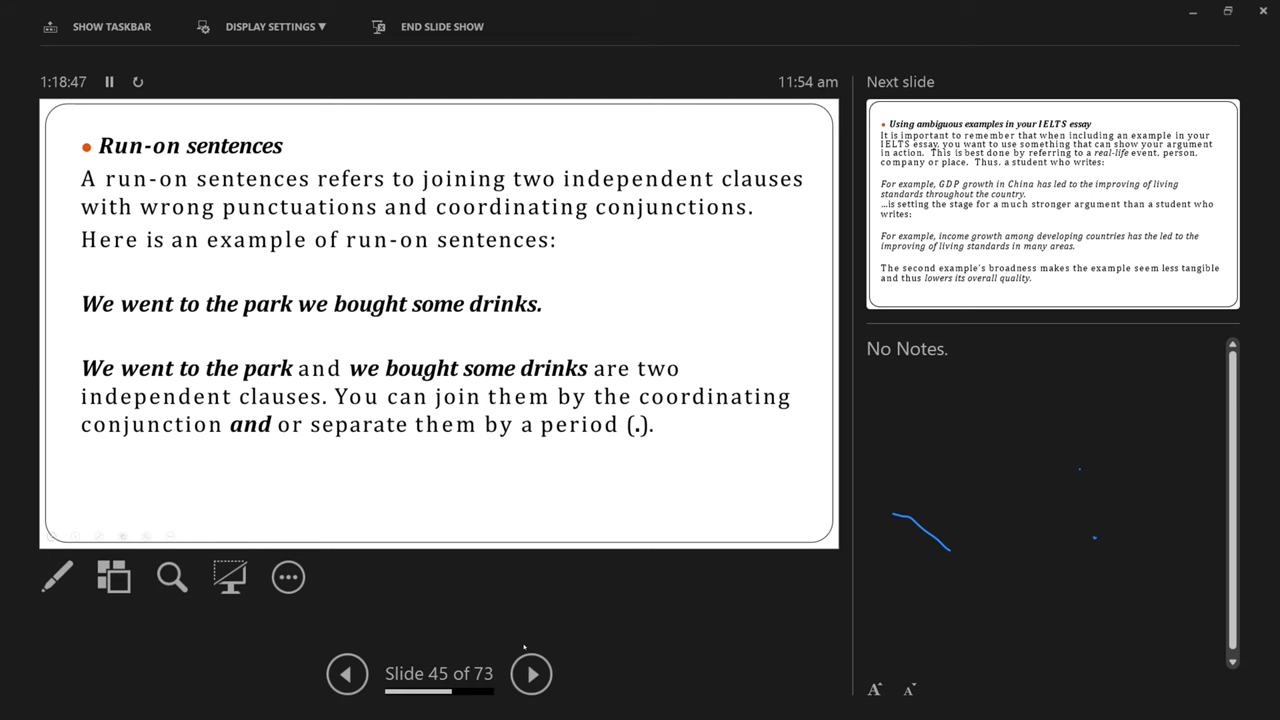 SHOW TASKBAR
DISPLAY SETTINGS ▼
END SLIDE SHOW
1:18:47
11:54 am
• Run-on sentences
A run-on sentences refers to joining two independent clauses
with wrong punctuations and coordinating conjunctions.
Here is an example of run-on sentences:
We went to the park we bought some drinks.
We went to the park and we bought some drinks are two
independent clauses. You can join them by the coordinating
conjunction and or separate them by a period (.).
Slide 45 of 73
Next slide
• Using ambiguous examples in your IELTS essay
It is important to remember that when including an example in your
IELTS essay, you want to use something that can show your argument
in action. This is best done by referring to a real-life event, person,
company or place. Thus, a student who writes:
For example, GDP growth in China has led to the improving of living
standards throughout the country.
...is setting the stage for a much stronger argument than a student who
writes:
For example, income growth among developing countries has the led to the
improving of living standards in many areas.
The second example's broadness makes the example seem less tangible
and thus lowers its overall quality.
No Notes.
A A